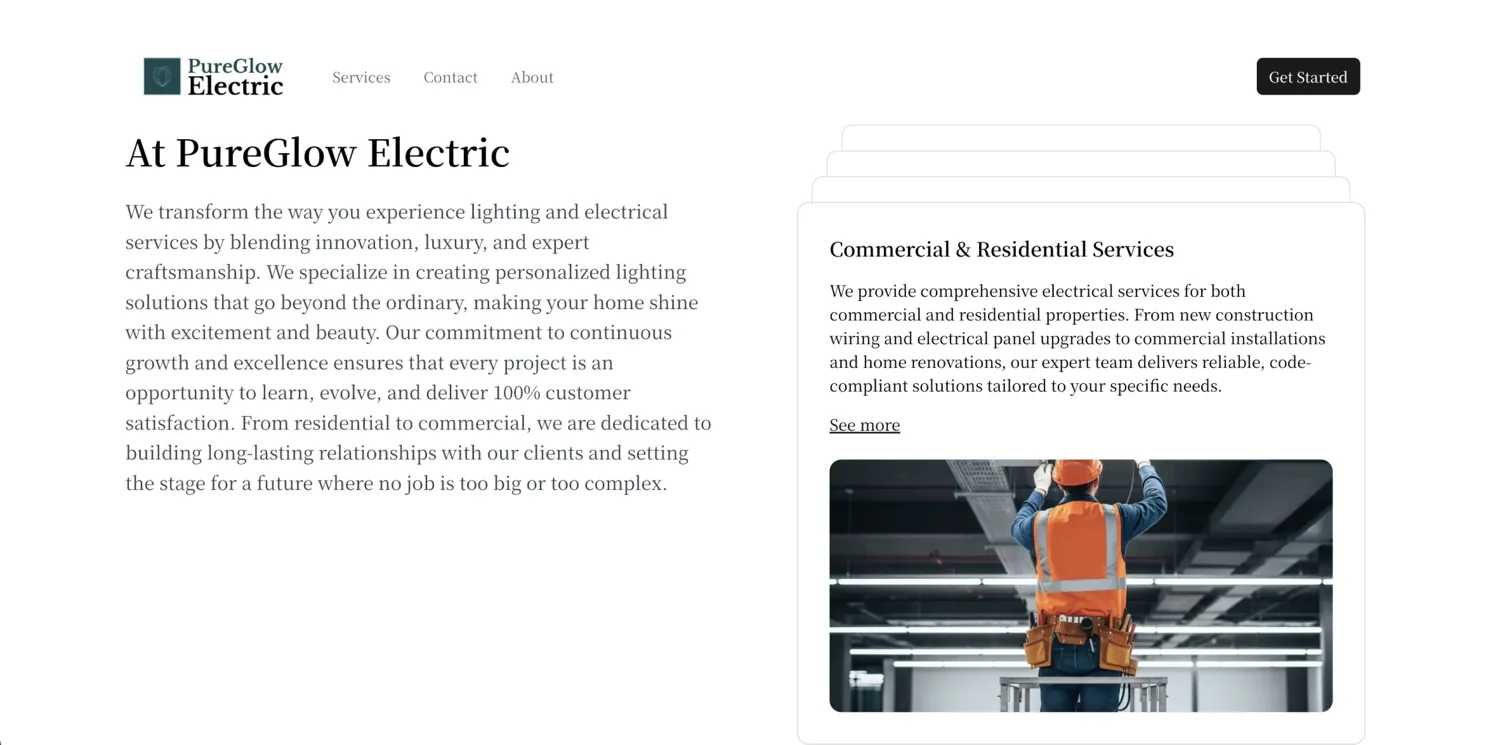 PureGlow
Electric
Services
Contact
About
Get Started
At PureGlow Electric
We transform the way you experience lighting and electrical
services by blending innovation, luxury, and expert
craftsmanship. We specialize in creating personalized lighting
solutions that go beyond the ordinary, making your home shine
with excitement and beauty. Our commitment to continuous
growth and excellence ensures that every project is an
opportunity to learn, evolve, and deliver 100% customer
satisfaction. From residential to commercial, we are dedicated to
building long-lasting relationships with our clients and setting
the stage for a future where no job is too big or too complex.
Commercial & Residential Services
We provide comprehensive electrical services for both
commercial and residential properties. From new construction
wiring and electrical panel upgrades to commercial installations
and home renovations, our expert team delivers reliable, code-
compliant solutions tailored to your specific needs.
See more